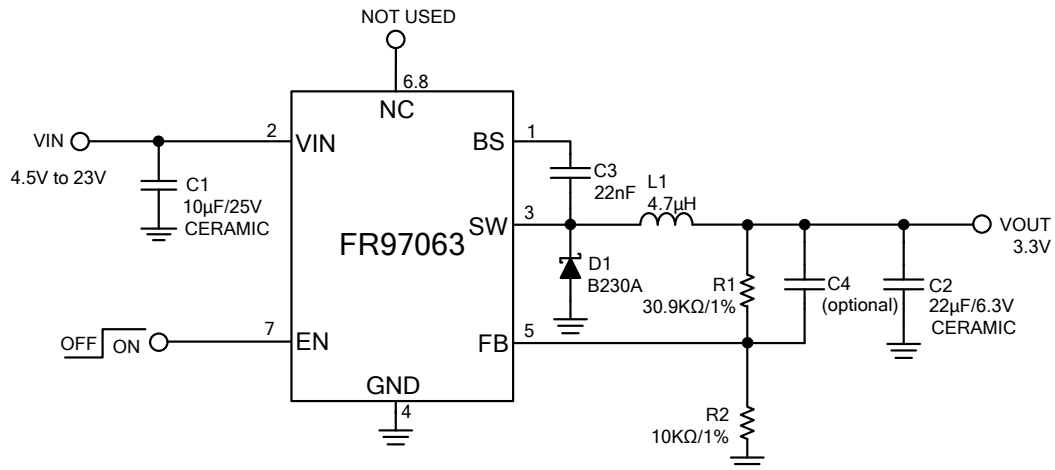 NOT USED
6.8
NC
VIN
2
VIN
4.5V to 23V
C1
10µF/25V
CERAMIC
BS
1
C3
22nF
L1
4.7µH
SW
3
FR97063
D1
B230A
VOUT
3.3V
R1
30.9KΩ/1%
C4
(optional)
C2
22µF/6.3V
CERAMIC
OFF
ON
7
EN
FB
5
GND
4
R2
10KΩ/1%